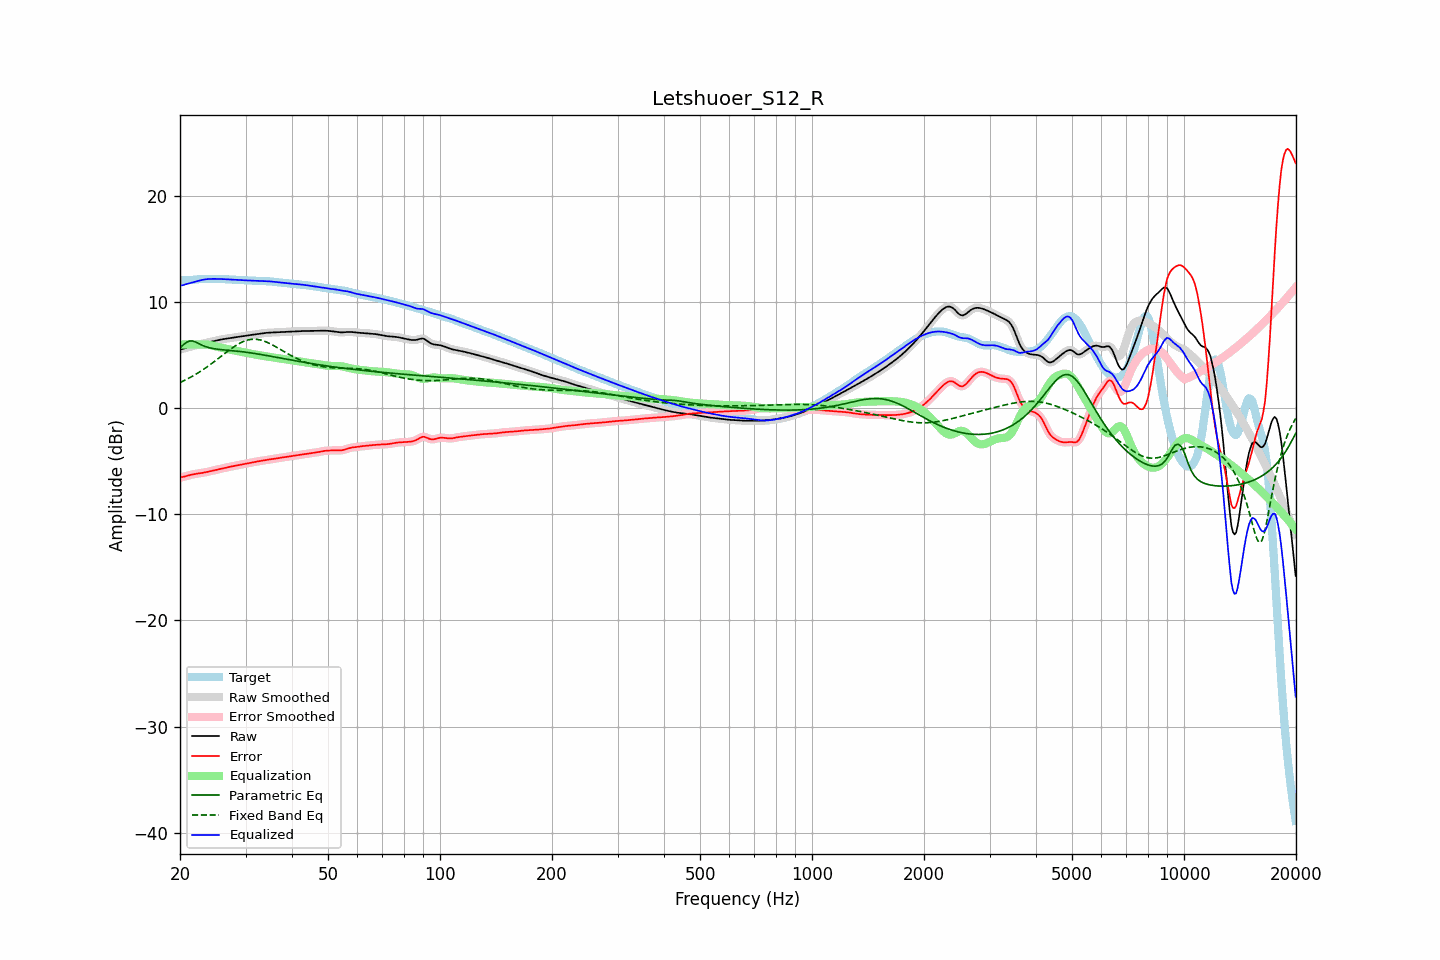 Letshuoer_S12_R
Amplitude (dBr)
20
10
0
−10
−20
−30
−40
Target
Raw Smoothed
Error Smoothed
Raw
Error
Equalization
Parametric Eq
Fixed Band Eq
Equalized
20 50 100 200 500 1000 2000 5000 10000 20000
Frequency (Hz)